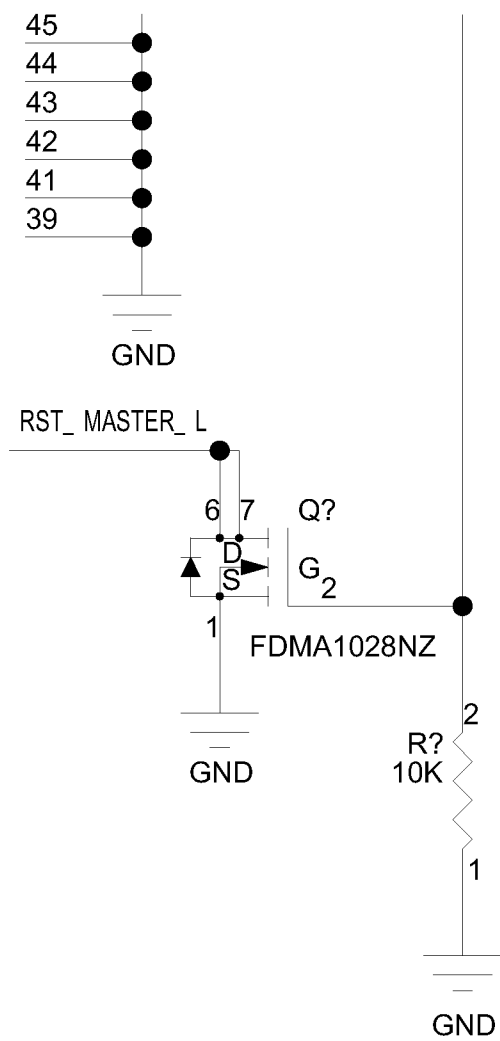 45
44
43
42
41
39
GND
RST_ MASTER_ L
6 7 Q?
D
G
S
2
1
FDMA1028NZ
2
R?
GND
10K
1
GND